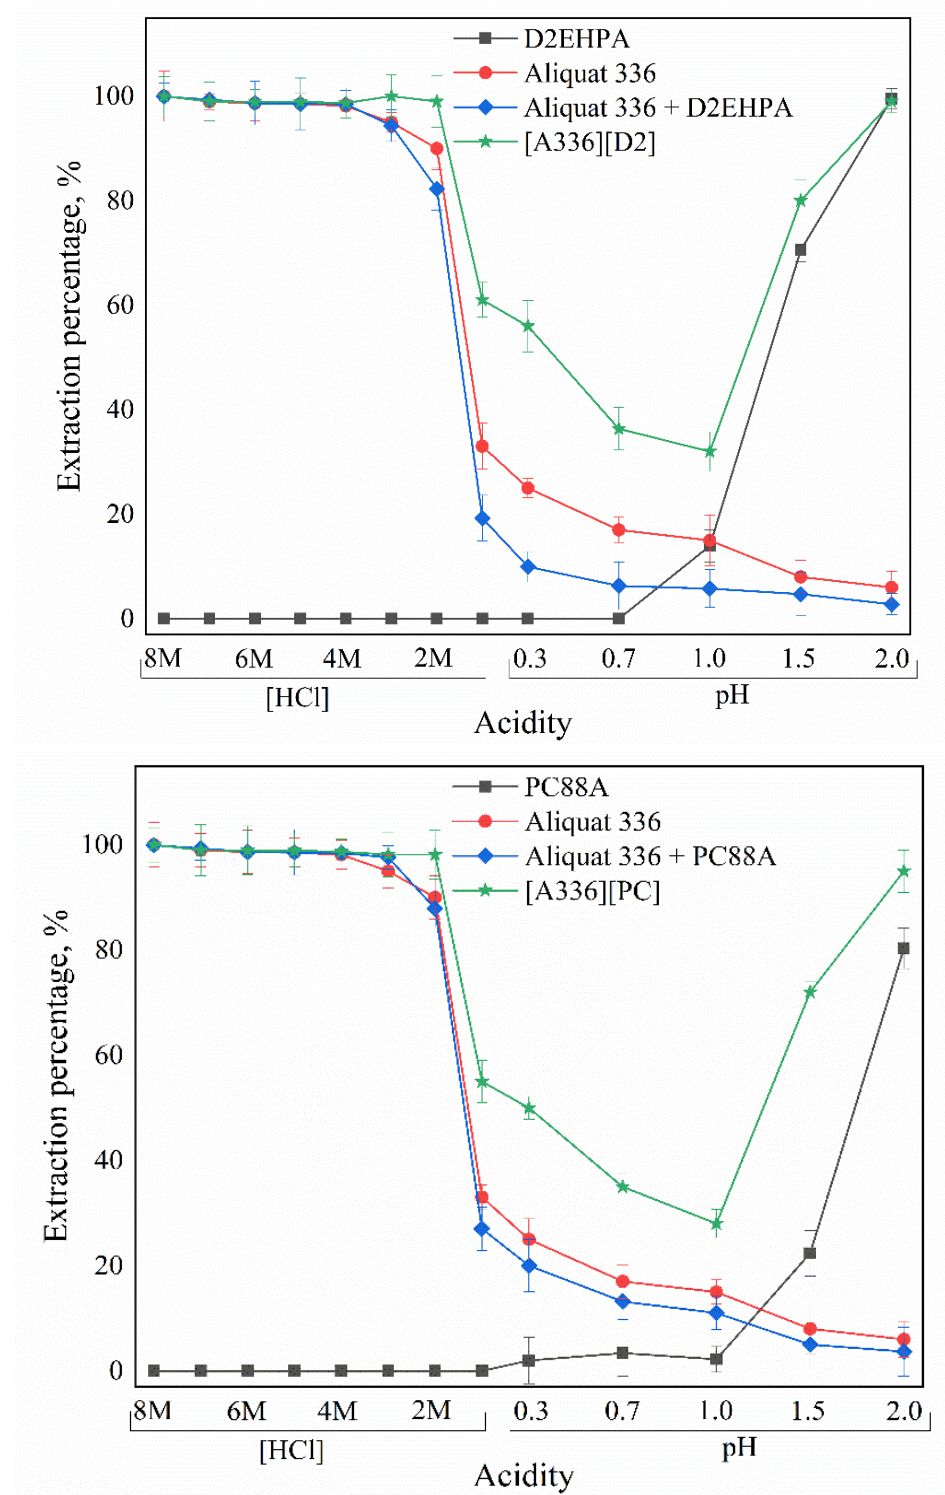 D2EHPA
Aliquat 336
Aliquat 336 + D2EHPA
[A336][D2]
Extraction percentage, %
100
80
60
40
20
0
8M 6M 4M 2M 0.3 0.7 1.0 1.5 2.0
[HCl] pH
Acidity
PC88A
Aliquat 336
Aliquat 336 + PC88A
[A336][PC]
Extraction percentage, %
100
80
60
40
20
0
8M 6M 4M 2M 0.3 0.7 1.0 1.5 2.0
[HCl] pH
Acidity